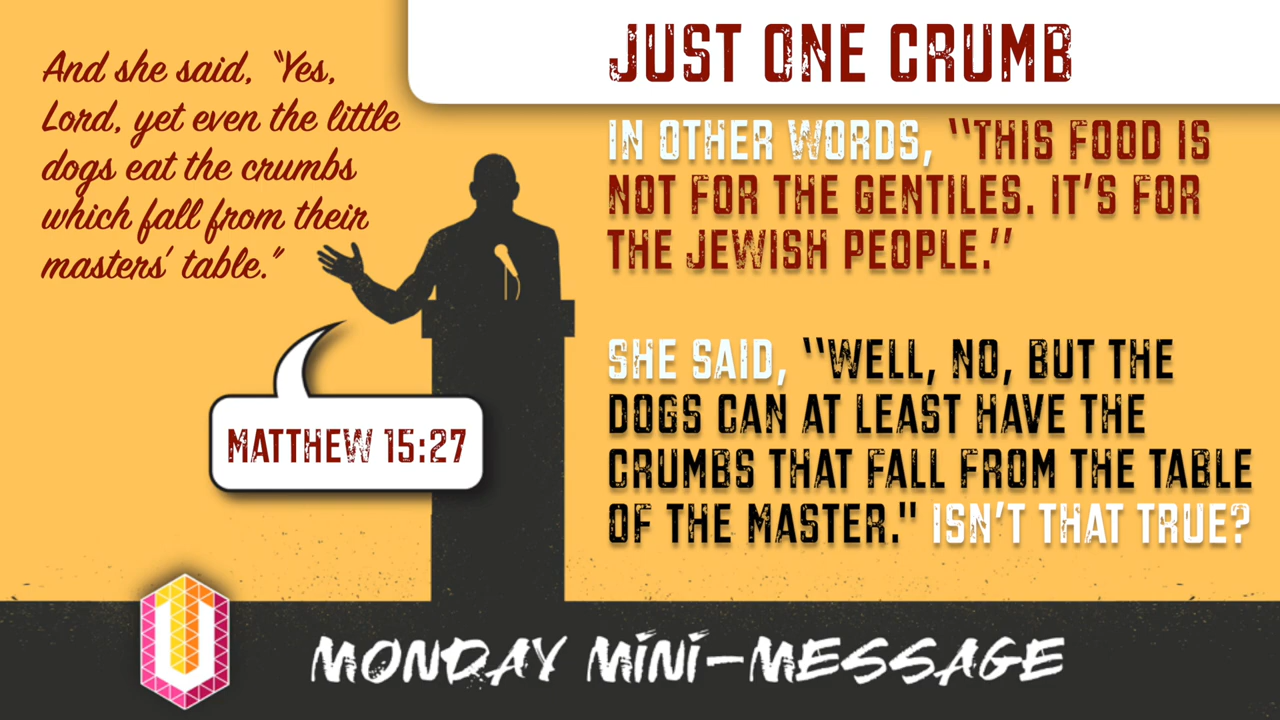 JUST ONE CRUMB
And she said, “Yes,
Lord, yet even the little
dogs eat the crumbs
which fall from their
masters’ table.”
MATTHEW 15:27
IN OTHER WORDS, “THIS FOOD IS
NOT FOR THE GENTILES. IT’S FOR
THE JEWISH PEOPLE.”
SHE SAID, “WELL, NO, BUT THE
DOGS CAN AT LEAST HAVE THE
CRUMBS THAT FALL FROM THE TABLE
OF THE MASTER." ISN’T THAT TRUE?
U
MONDAY MINI-MESSAGE